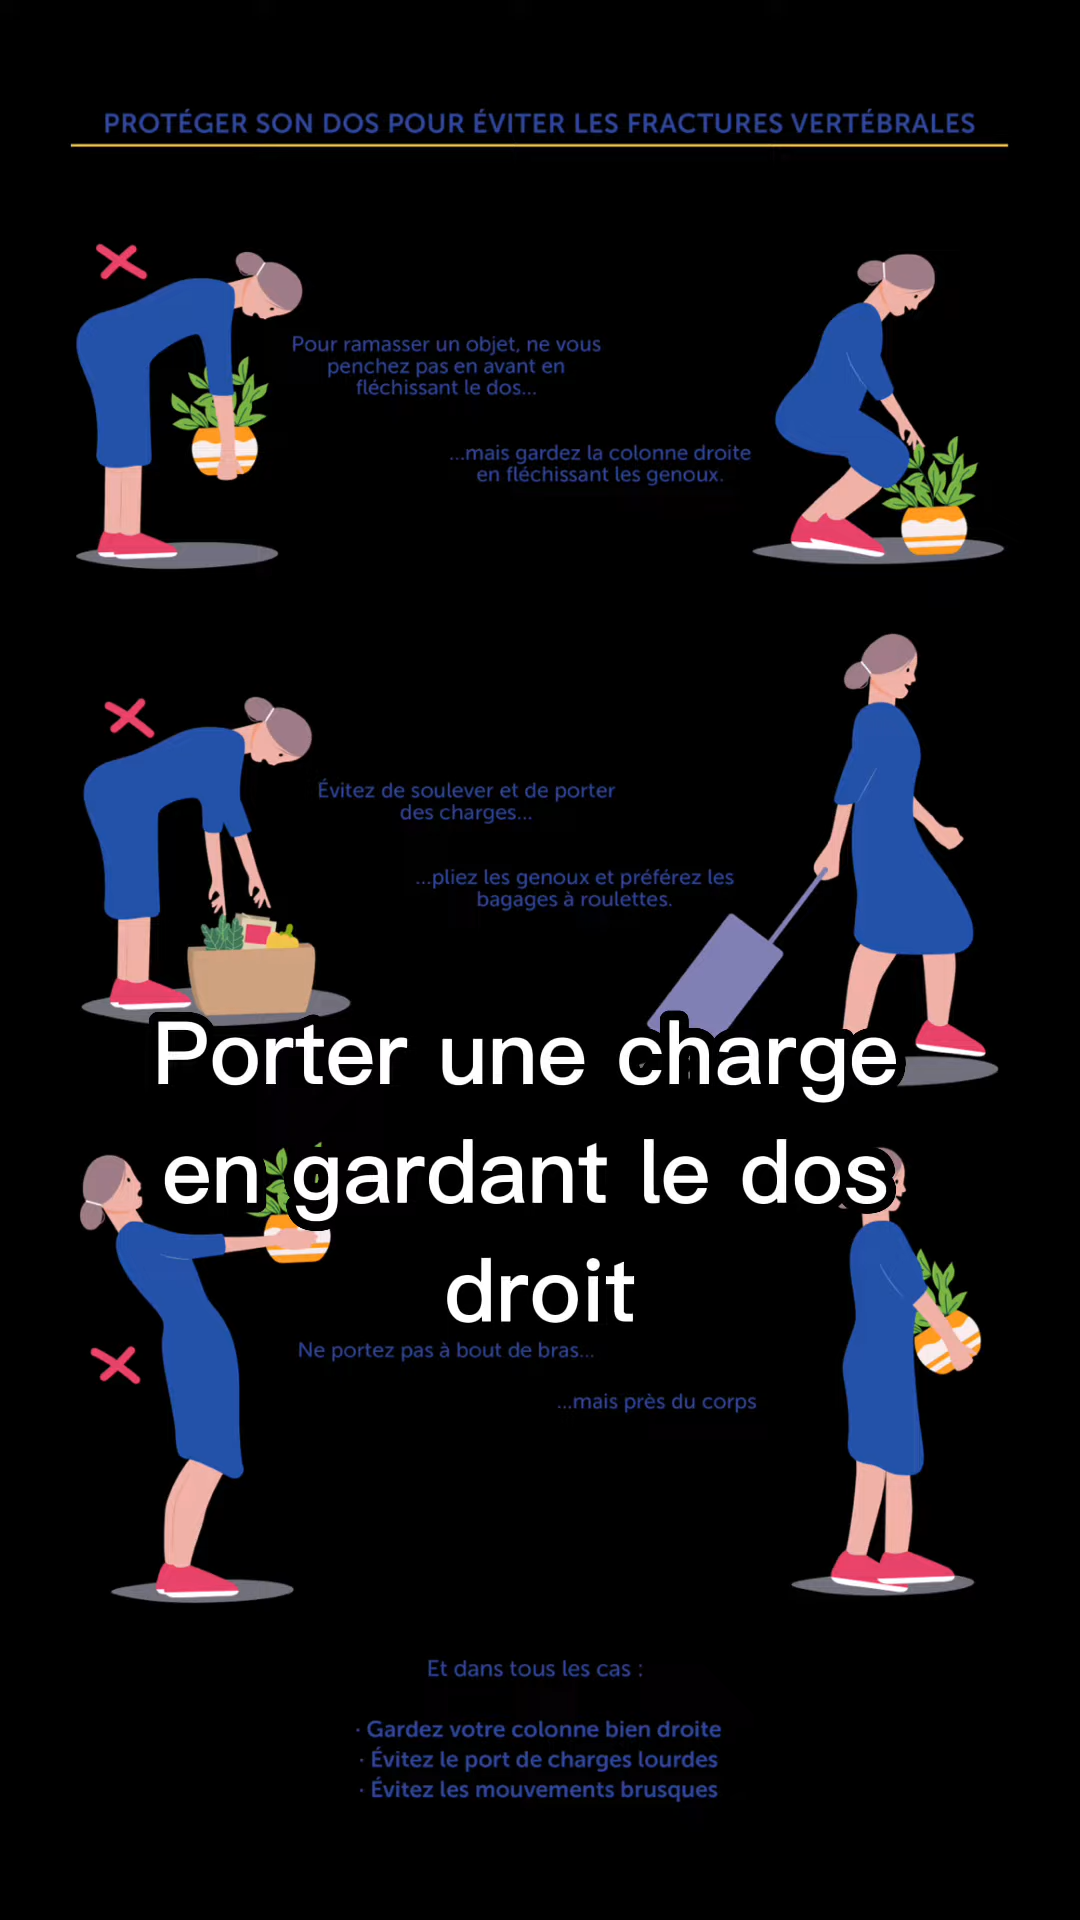 PROTÉGER SON DOS POUR ÉVITER LES FRACTURES VERTÉBRALES
Pour ramasser un objet, ne vous
penchez pas en avant en
fléchissant le dos...
...mais gardez la colonne droite
en fléchissant les genoux.
Évitez de soulever et de porter
des charges...
...pliez les genoux et préférez les
bagages à roulettes.
Porter une charge
en gardant le dos
droit
Ne portez pas à bout de bras...
...mais près du corps
Et dans tous les cas :
· Gardez votre colonne bien droite
· Évitez le port de charges lourdes
· Évitez les mouvements brusques